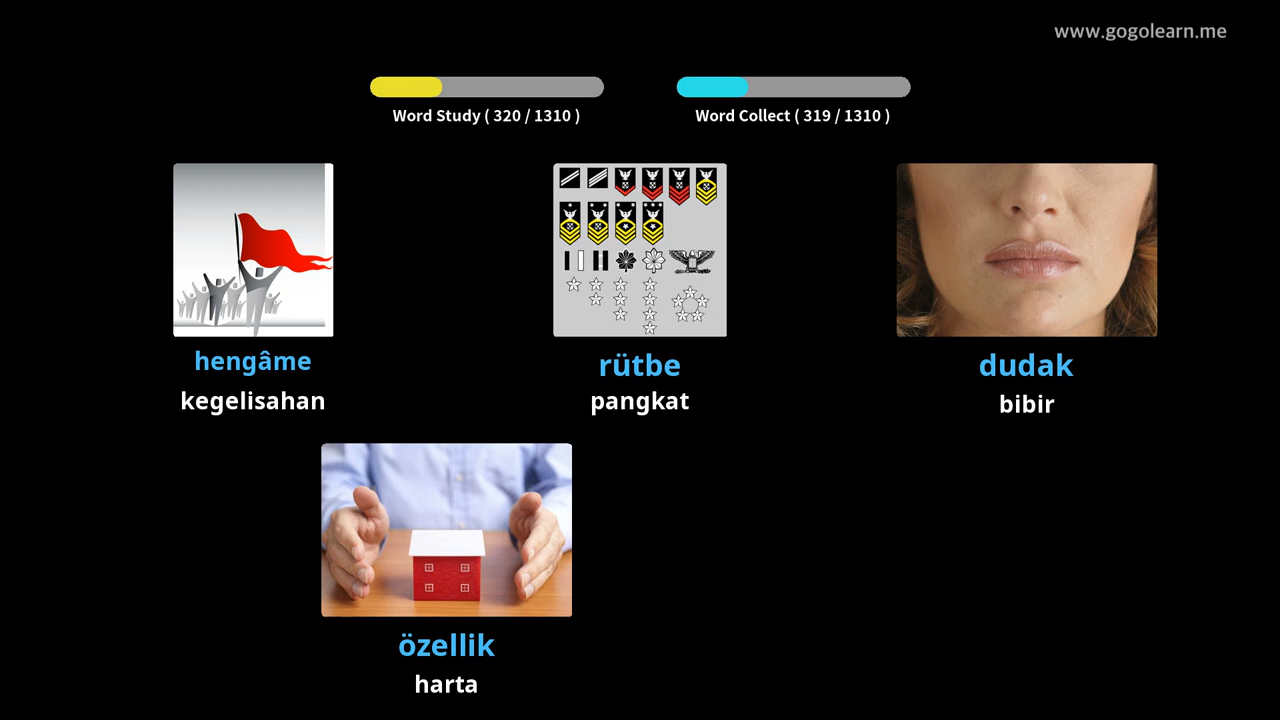 www.gogolearn.me
Word Study ( 320 / 1310 )
Word Collect ( 319 / 1310 )
hengâme
kegelisahan
rütbe
pangkat
dudak
bibir
özellik
harta